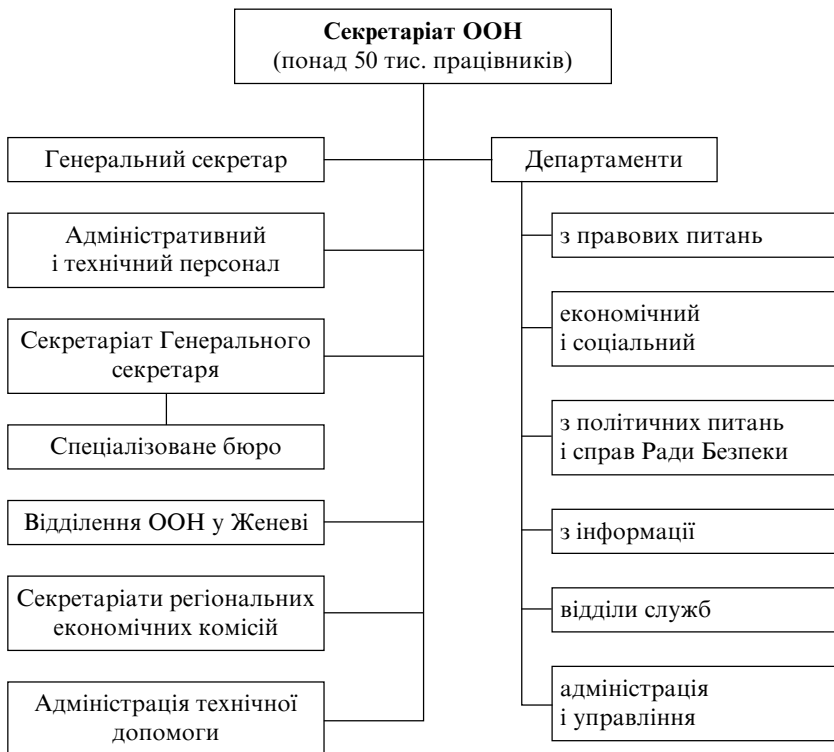 Секретаріат ООН
(понад 50 тис. працівників)
Генеральний секретар
Адміністративний
і технічний персонал
Секретаріат Генерального
секретаря
Спеціалізоване бюро
Відділення ООН у Женеві
Секретаріати регіональних
економічних комісій
Адміністрація технічної
допомоги
Департаменти
з правових питань
економічний
і соціальний
з політичних питань
і справ Ради Безпеки
з інформації
відділи служб
адміністрація
і управління